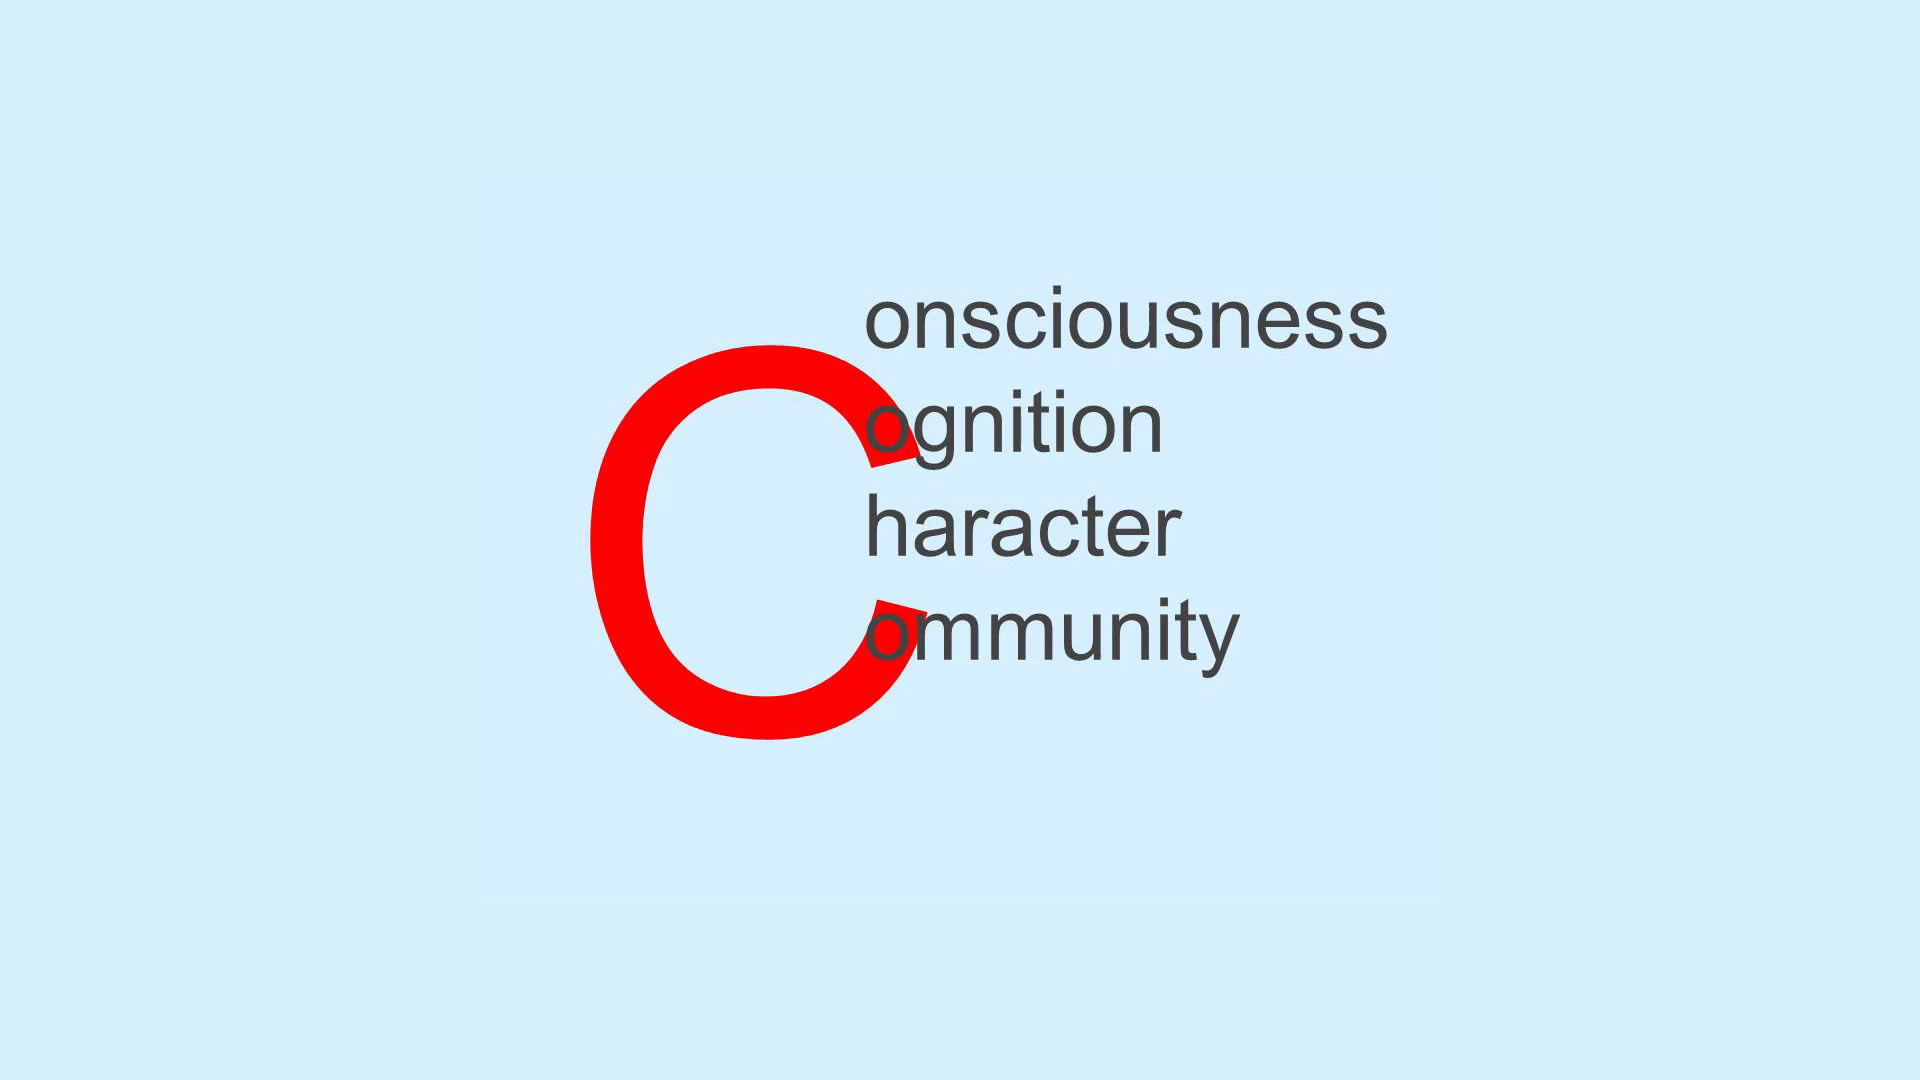 C
onsciousness
ognition
haracter
ommunity